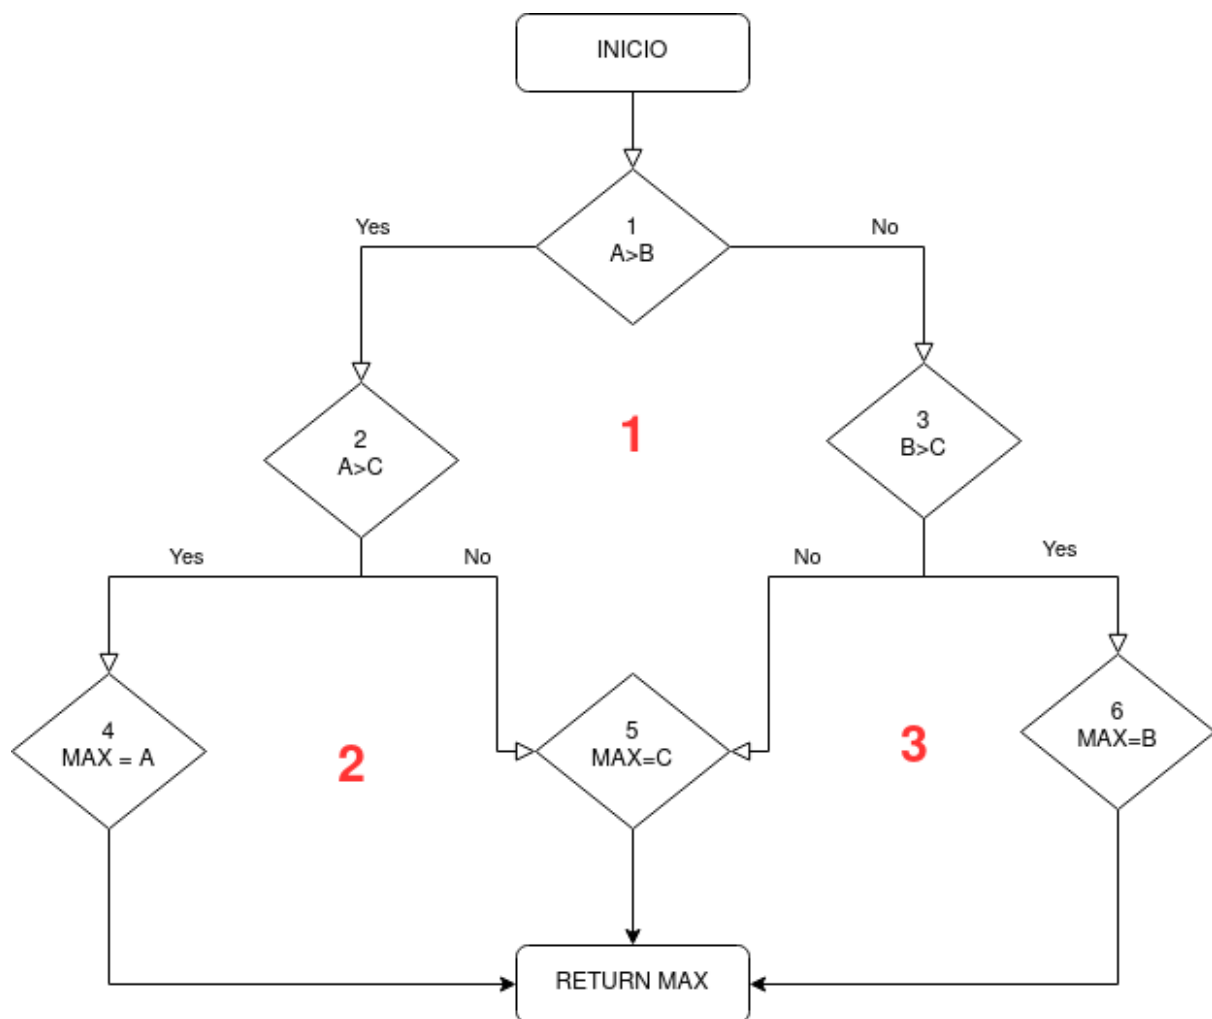 INICIO
1
A>B
Yes
No
2
A>C
1
3
B>C
Yes
No
No
Yes
4
MAX = A
2
5
MAX=C
3
6
MAX=B
RETURN MAX